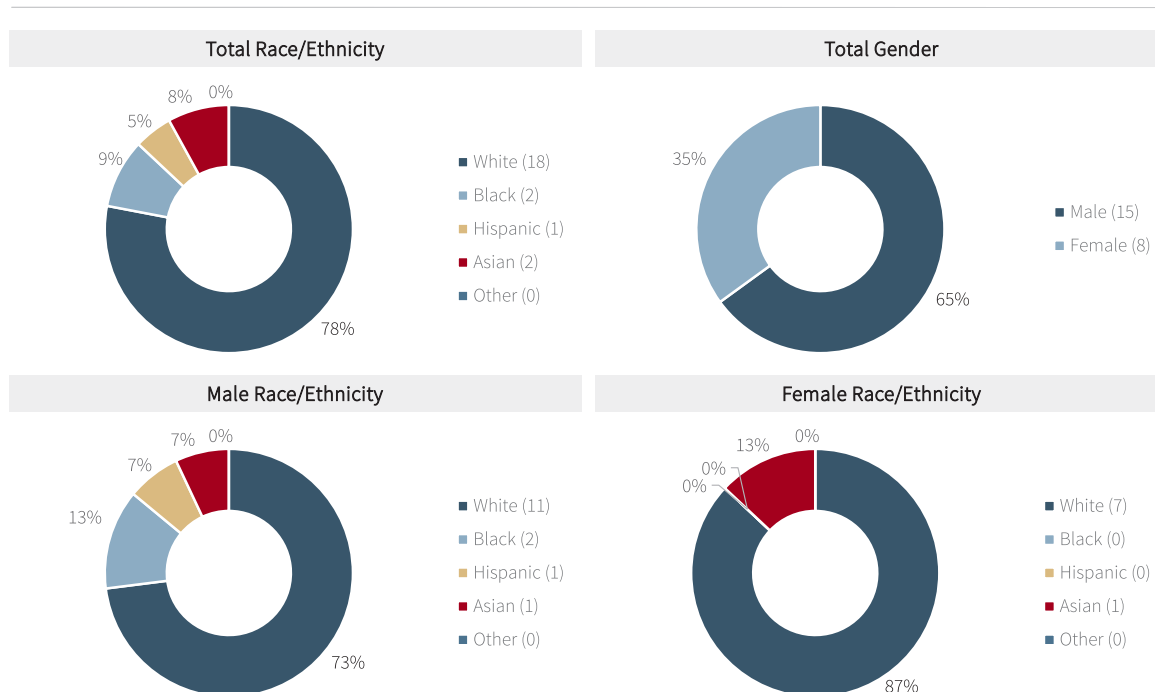 Total Race/Ethnicity
0%
8%
5%
9%
78%
White (18)
Black (2)
Hispanic (1)
Asian (2)
Other (0)
Total Gender
35%
65%
Male (15)
Female (8)
Male Race/Ethnicity
0%
7%
7%
13%
73%
White (11)
Black (2)
Hispanic (1)
Asian (1)
Other (0)
Female Race/Ethnicity
0%
13%
0%
0%
87%
White (7)
Black (0)
Hispanic (0)
Asian (1)
Other (0)